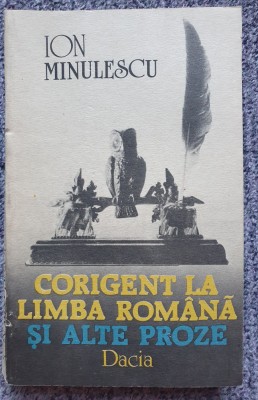 ION
MINULESCU
CORIGENT LA
LIMBA ROMÂNĂ
ȘI ALTE PROZE
Dacia